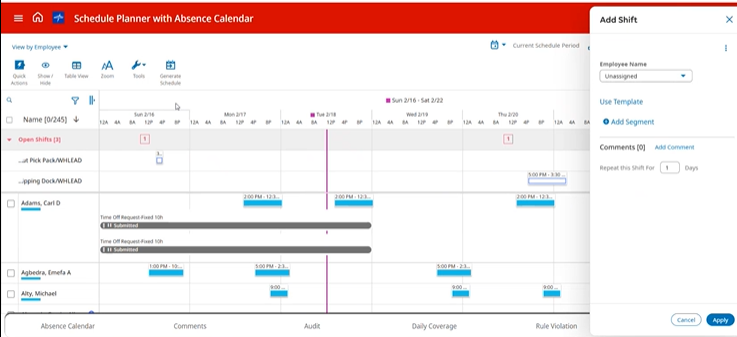 Schedule Planner with Absence Calendar
Add Shift
View by Employee
Current Schedule Period
Quick Actions
Show / Hide
Table View
Zoom
Tools
Generate Schedule
Employee Name
Unassigned
Use Template
Add Segment
Comments [0] Add Comment
Repeat this Shift For 1 Days
Sun 2/16 - Sat 2/22
Sun 2/16 Mon 2/17 Tue 2/18 Wed 2/19 Thu 2/20
Name [0/245]
12A 4A 8A 12P 4P 8P 12A 4A 8A 12P 4P 8P 12A 4A 8A 12P 4P 8P 12A 4A 8A 12P 4P 8P 12A 4A 8A 12P 4P 8P 12A 4A 8A
Open Shifts [3] 1 1
...ut Pick Pack/WHLEAD 3...
...ipping Dock/WHLEAD 5:00 PM - 3:30 ...
Adams, Carl D 2:00 PM - 12:3... 2:00 PM - 12:3... 2:00 PM - 12:3...
Time Off Request-Fixed 10h
Submitted
Time Off Request-Fixed 10h
Submitted
Agbedra, Emefa A 1:00 PM - 10:... 5:00 PM - 2:3... 5:00 PM - 2:3...
Alty, Michael 9:00 ... 9:00 ... 9:00 ...
Cancel Apply
Absence Calendar Comments Audit Daily Coverage Rule Violation